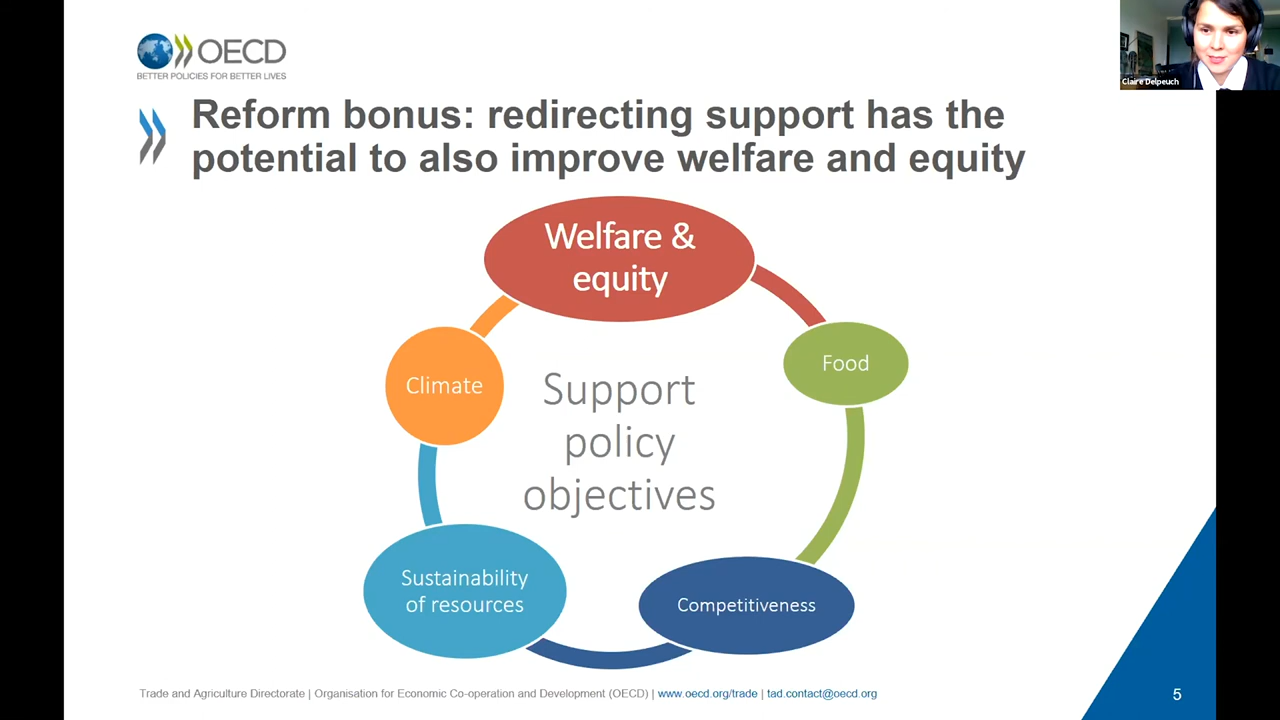 OECD
BETTER POLICIES FOR BETTER LIVES
Claire Delpeuch
Reform bonus: redirecting support has the
potential to also improve welfare and equity
Welfare &
equity
Food
Climate
Support
policy
objectives
Sustainability
of resources
Competitiveness
Trade and Agriculture Directorate | Organisation for Economic Co-operation and Development (OECD) | www.oecd.org/trade | tad.contact@oecd.org
5